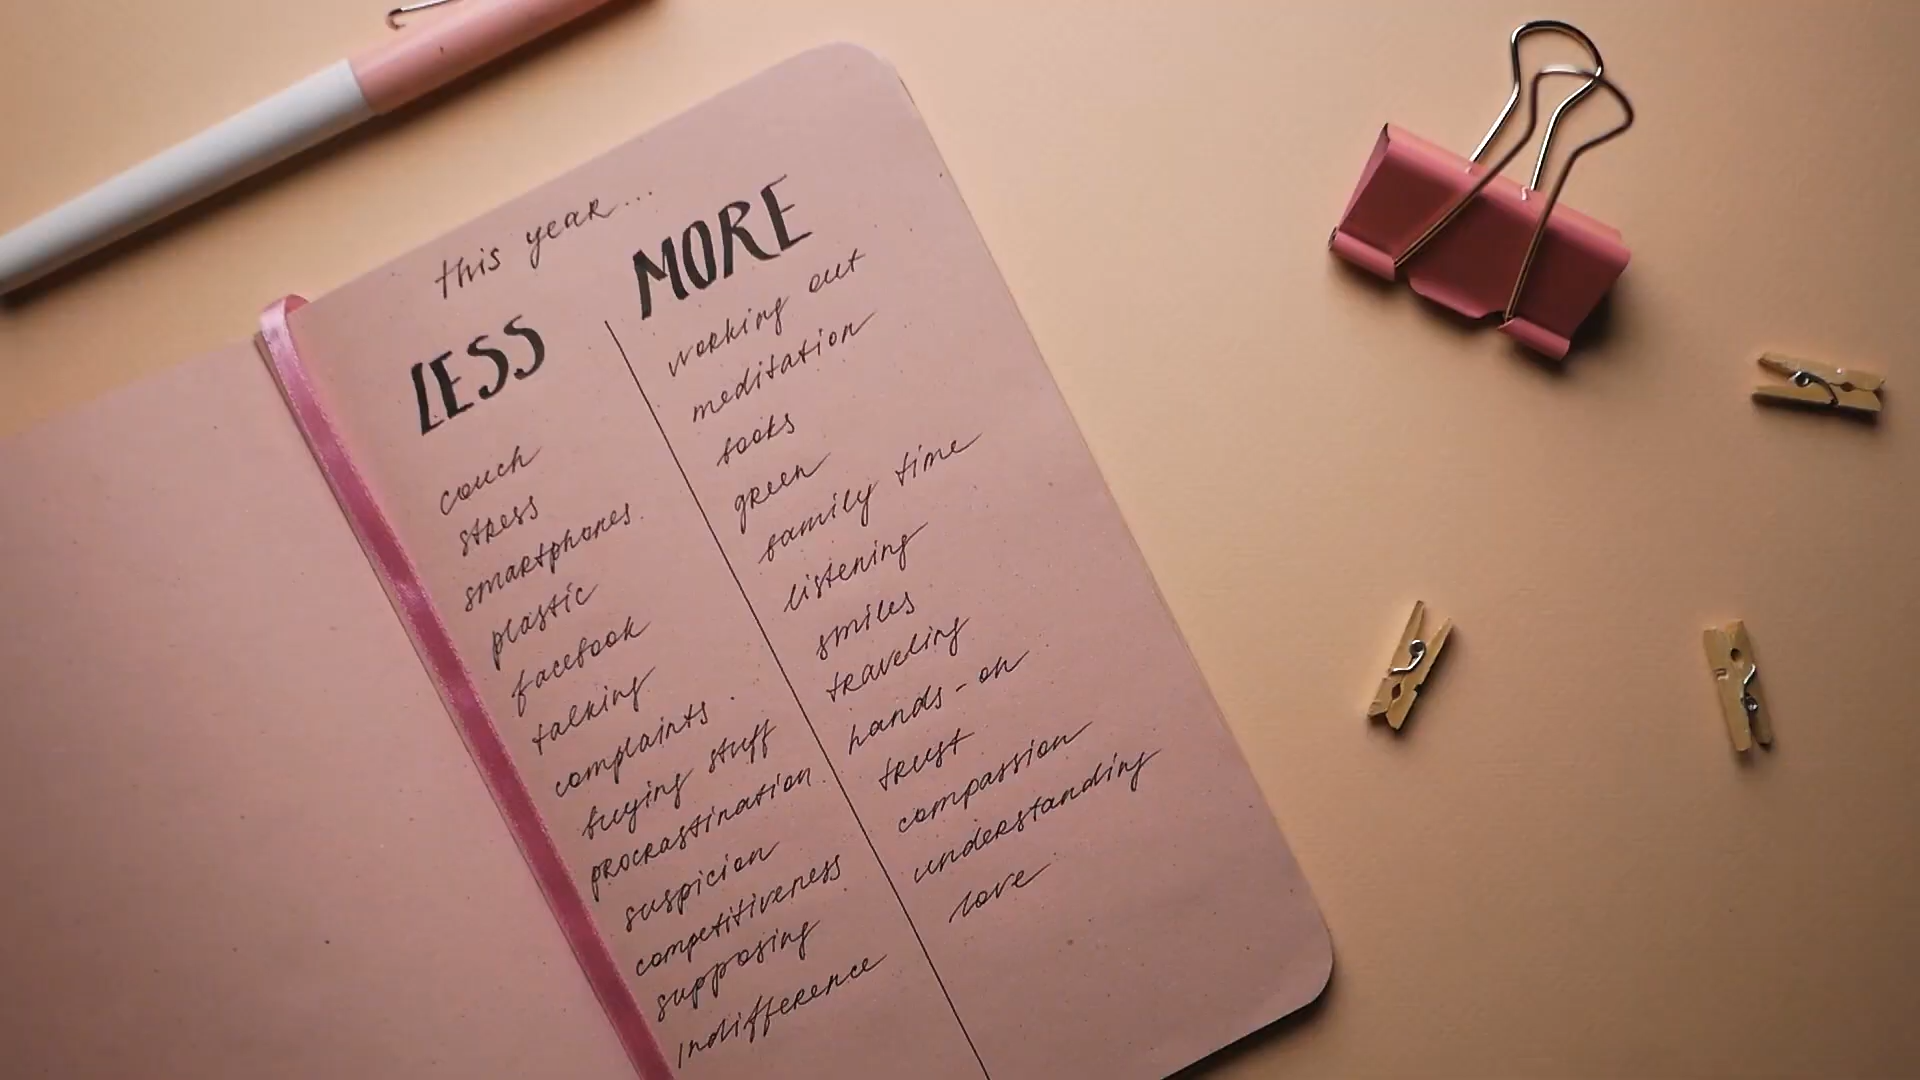 this year...
LESS
couch
stress
smartphones
plastic
facebook
talking
complaints
buying stuff
procrastination
suspicion
competitiveness
supposing
indifference
MORE
working out
meditation
books
green
family time
listening
smiles
traveling
hands-on
trust
compassion
understanding
love